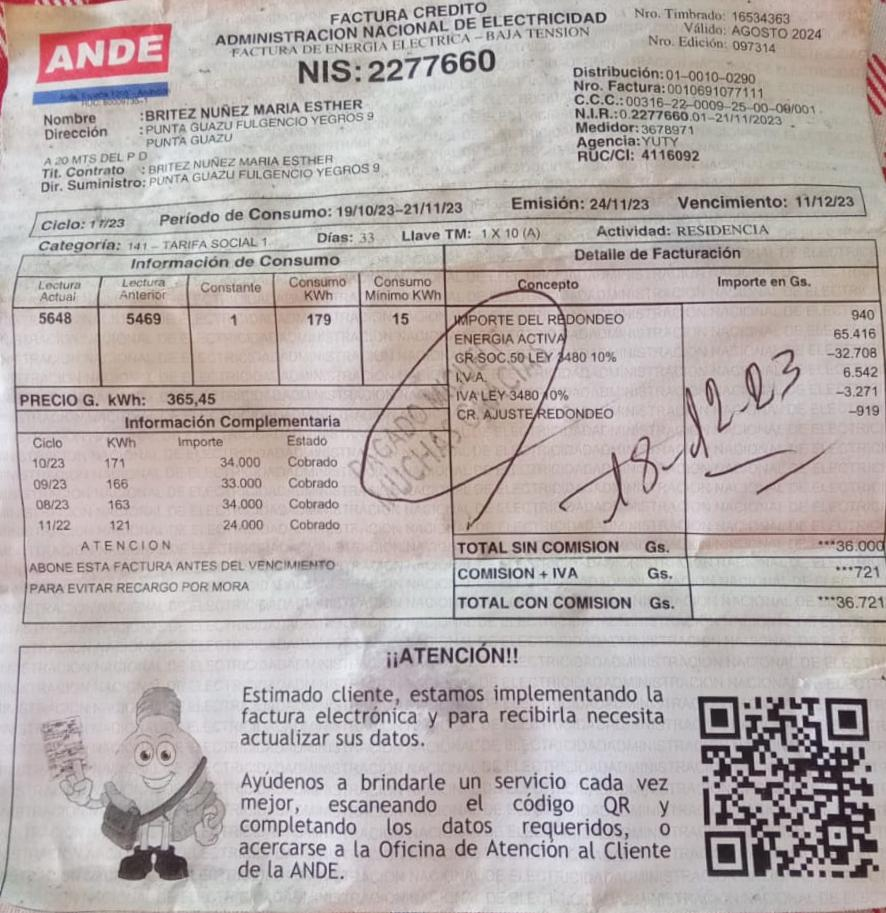 ANDE
FACTURA CREDITO
ADMINISTRACION NACIONAL DE ELECTRICIDAD
FACTURA DE ENERGIA ELECTRICA – BAJA TENSION
NIS: 2277660
Nro. Timbrado: 16534363
Válido: AGOSTO 2024
Nro. Edición: 097314
Distribución: 01-0010-0290
Nro. Factura: 0010691077111
C.C.C.: 00316-22-0009-25-00-09/001
N.I.R.: 0.2277660.01-21/11/2023
Medidor: 3678971
Agencia: YUTY
RUC/CI: 4116092
Nombre : BRITEZ NUÑEZ MARIA ESTHER
Dirección : PUNTA GUAZU FULGENCIO YEGROS 9
PUNTA GUAZU
A 20 MTS DEL P D
Tit. Contrato : BRITEZ NUÑEZ MARIA ESTHER
Dir. Suministro: PUNTA GUAZU FULGENCIO YEGROS 9
Ciclo: 11/23 Período de Consumo: 19/10/23-21/11/23 Emisión: 24/11/23 Vencimiento: 11/12/23
Categoría: 141 – TARIFA SOCIAL 1 Días: 33 Llave TM: 1 X 10 (A) Actividad: RESIDENCIA
Información de Consumo
Lectura Actual Lectura Anterior Constante Consumo KWh Consumo Mínimo KWh
5648 5469 1 179 15
PRECIO G. kWh: 365,45
Información Complementaria
Ciclo KWh Importe Estado
10/23 171 34.000 Cobrado
09/23 166 33.000 Cobrado
08/23 163 34.000 Cobrado
11/22 121 24.000 Cobrado
ATENCION
ABONE ESTA FACTURA ANTES DEL VENCIMIENTO
PARA EVITAR RECARGO POR MORA
Detalle de Facturación
Concepto Importe en Gs.
IMPORTE DEL REDONDEO 940
ENERGIA ACTIVA 65.416
CR SOC.50 LEY 3480 10% -32.708
I.V.A. 6.542
IVA LEY 3480 10% -3.271
CR. AJUSTE REDONDEO -919
PAGADO
MUCHAS GRACIAS
18-12-23
TOTAL SIN COMISION Gs. ***36.000
COMISION + IVA Gs. ***721
TOTAL CON COMISION Gs. ***36.721
¡¡ATENCIÓN!!
Estimado cliente, estamos implementando la
factura electrónica y para recibirla necesita
actualizar sus datos.
Ayúdenos a brindarle un servicio cada vez
mejor, escaneando el código QR y
completando los datos requeridos, o
acercarse a la Oficina de Atención al Cliente
de la ANDE.